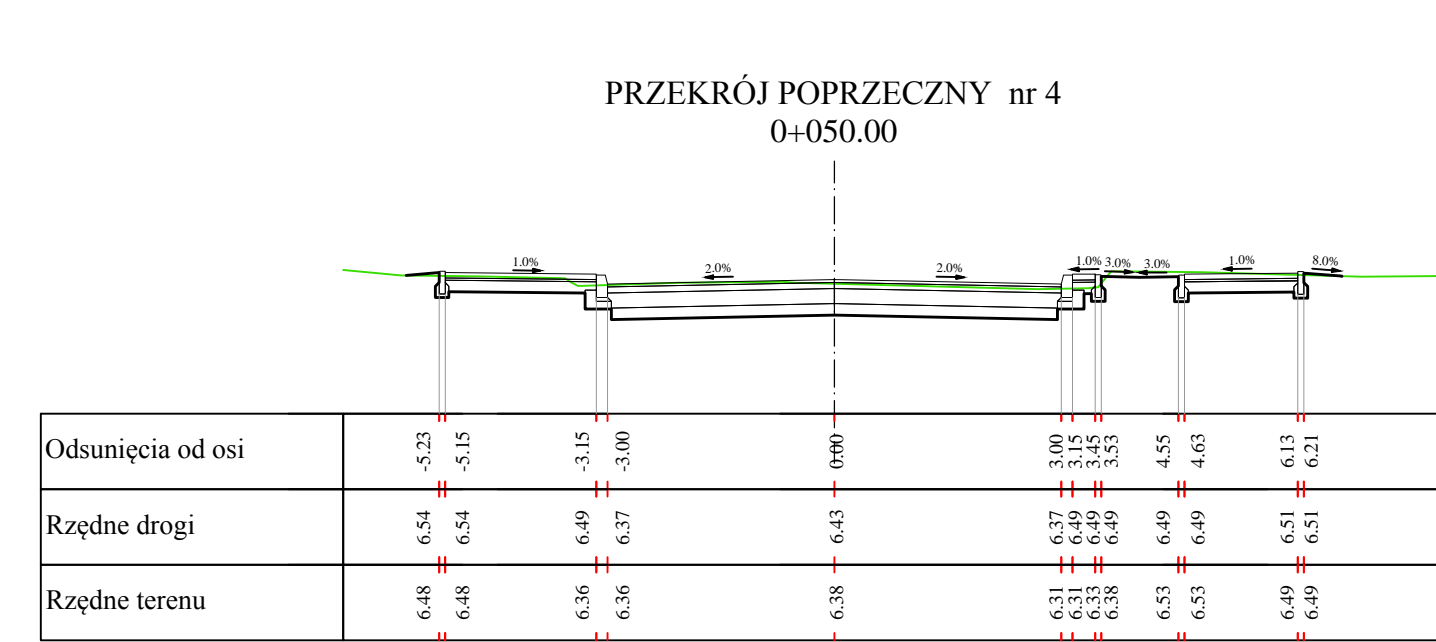 PRZEKRÓJ POPRZECZNY nr 4
0+050.00
1.0% 2.0% 2.0% 1.0% 3.0% 3.0% 1.0% 8.0%
Odsunięcia od osi -5.23 -5.15 -3.15 -3.00 0.00 3.00 3.15 3.45 3.53 4.55 4.63 6.13 6.21
Rzędne drogi 6.54 6.54 6.49 6.37 6.43 6.37 6.49 6.49 6.49 6.49 6.49 6.51 6.51
Rzędne terenu 6.48 6.48 6.36 6.36 6.38 6.31 6.31 6.33 6.38 6.53 6.53 6.49 6.49